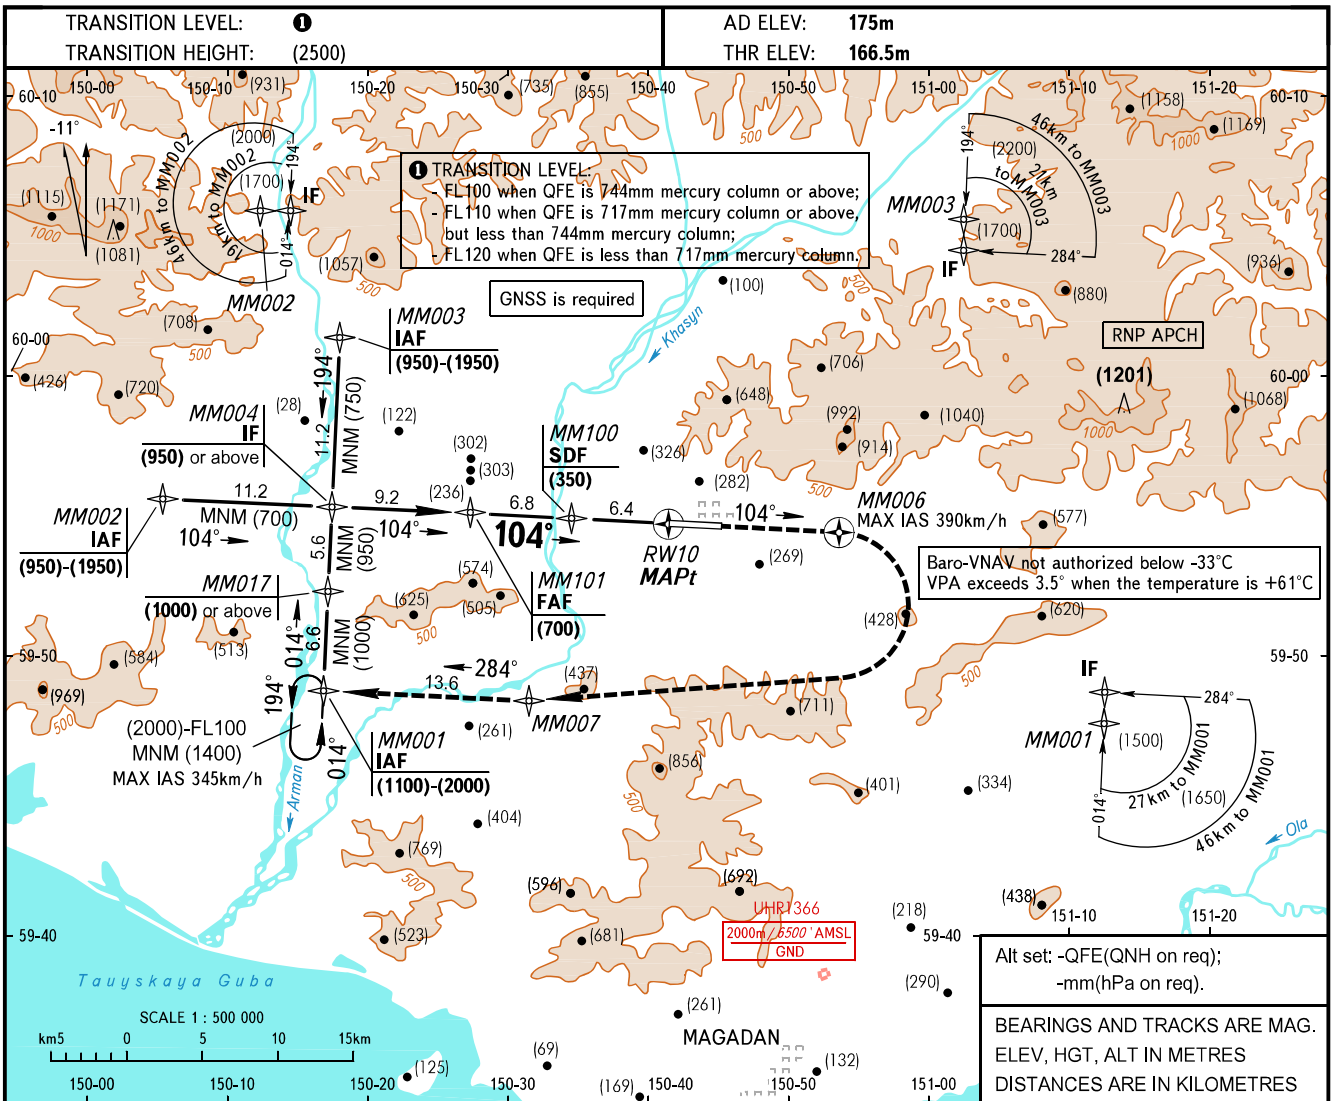 TRANSITION LEVEL: 1
TRANSITION HEIGHT: (2500)
AD ELEV: 175m
THR ELEV: 166.5m
150-00
(931)
150-20
(735)
(855)
150-40
151-00
151-10
(1158)
151-20
60-10
60-10
(1169)
1000
500
500
-11°
(2000)
194°
46km to MM002
19km to MM002
(1700)
IF
014°
MM002
(1115)
(1171)
(1081)
1000
(1057)
500
1 TRANSITION LEVEL:
- FL100 when QFE is 744mm mercury column or above;
- FL110 when QFE is 717mm mercury column or above,
but less than 744mm mercury column;
- FL120 when QFE is less than 717mm mercury column.
GNSS is required
(100)
500
Khasyn
46km to MM003
(2200)
21km
to MM003
194°
MM003
(1700)
IF
284°
(936)
(880)
RNP APCH
(1201)
1000
(1068)
60-00
60-00
(708)
500
(426)
(720)
MM003
IAF
(950)-(1950)
194°
11.2
MNM (750)
(28)
(122)
MM004
IF
(950) or above
(302)
(303)
(236)
MM100
SDF
(350)
(326)
(282)
(648)
(706)
(992)
(914)
(1040)
500
11.2
MNM (700)
104°
MM002
IAF
(950)-(1950)
9.2
104°
6.8
104°
6.4
104°
MM006
MAX IAS 390km/h
(577)
RW10
MAPt
(269)
5.6
MNM
(950)
MM017
(1000) or above
(574)
(505)
(625)
500
MM101
FAF
(700)
(428)
Baro-VNAV not authorized below -33°C
VPA exceeds 3.5° when the temperature is +61°C
(620)
500
014°
6.6
MNM
(1000)
(513)
(584)
(969)
500
59-50
59-50
284°
13.6
(437)
MM007
(711)
(261)
194°
014°
(2000)-FL100
MNM (1400)
MAX IAS 345km/h
MM001
IAF
(1100)-(2000)
Arman
IF
284°
MM001
(1500)
27km to MM001
(1650)
46km to MM001
014°
Ola
(856)
500
(401)
(334)
(404)
(769)
500
(523)
(596)
(681)
(692)
UHR1366
2000m/6500'AMSL
GND
(218)
(290)
(438)
151-10
151-20
59-40
59-40
Tauyskaya Guba
SCALE 1 : 500 000
km5 0 5 10 15km
(261)
MAGADAN
(69)
(125)
(169)
(132)
150-00
150-10
150-20
150-30
150-40
150-50
151-00
Alt set: -QFE(QNH on req);
-mm(hPa on req).
BEARINGS AND TRACKS ARE MAG.
ELEV, HGT, ALT IN METRES
DISTANCES ARE IN KILOMETRES